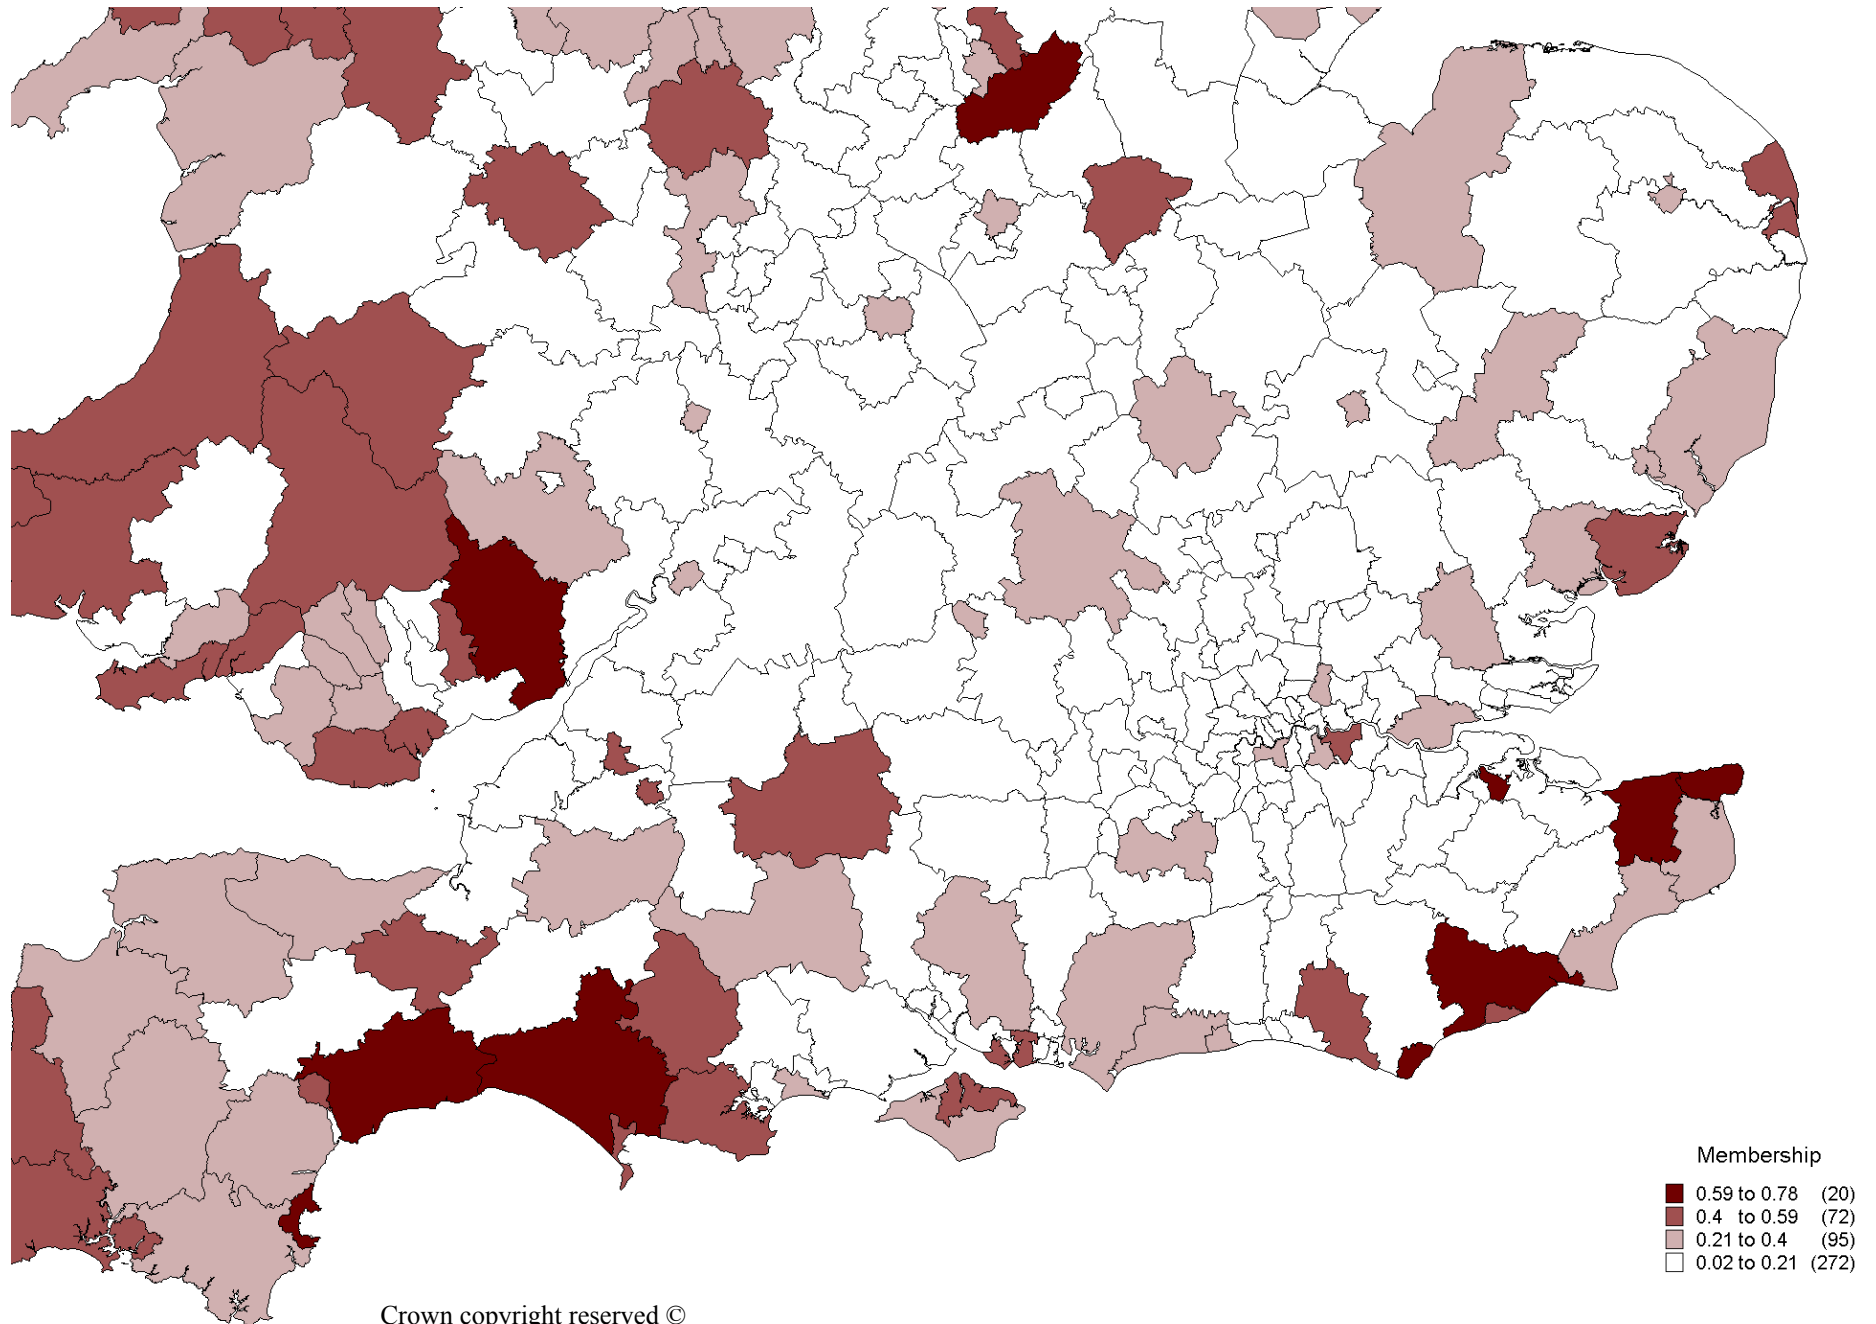 Membership
0.59 to 0.78 (20)
0.4 to 0.59 (72)
0.21 to 0.4 (95)
0.02 to 0.21 (272)
Crown copyright reserved ©